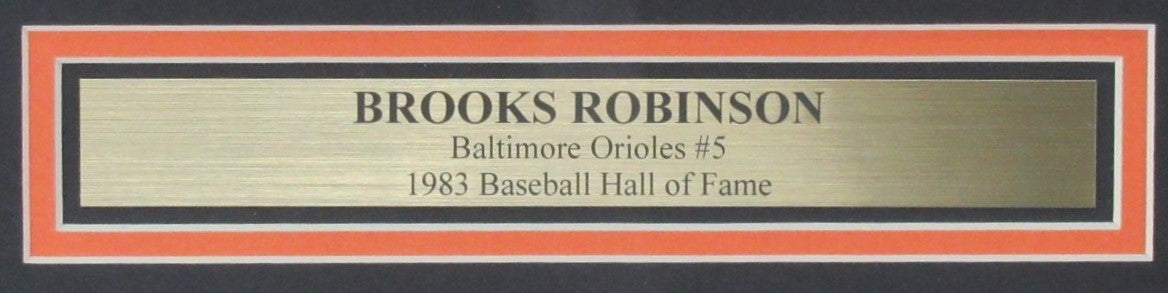 BROOKS ROBINSON
Baltimore Orioles #5
1983 Baseball Hall of Fame